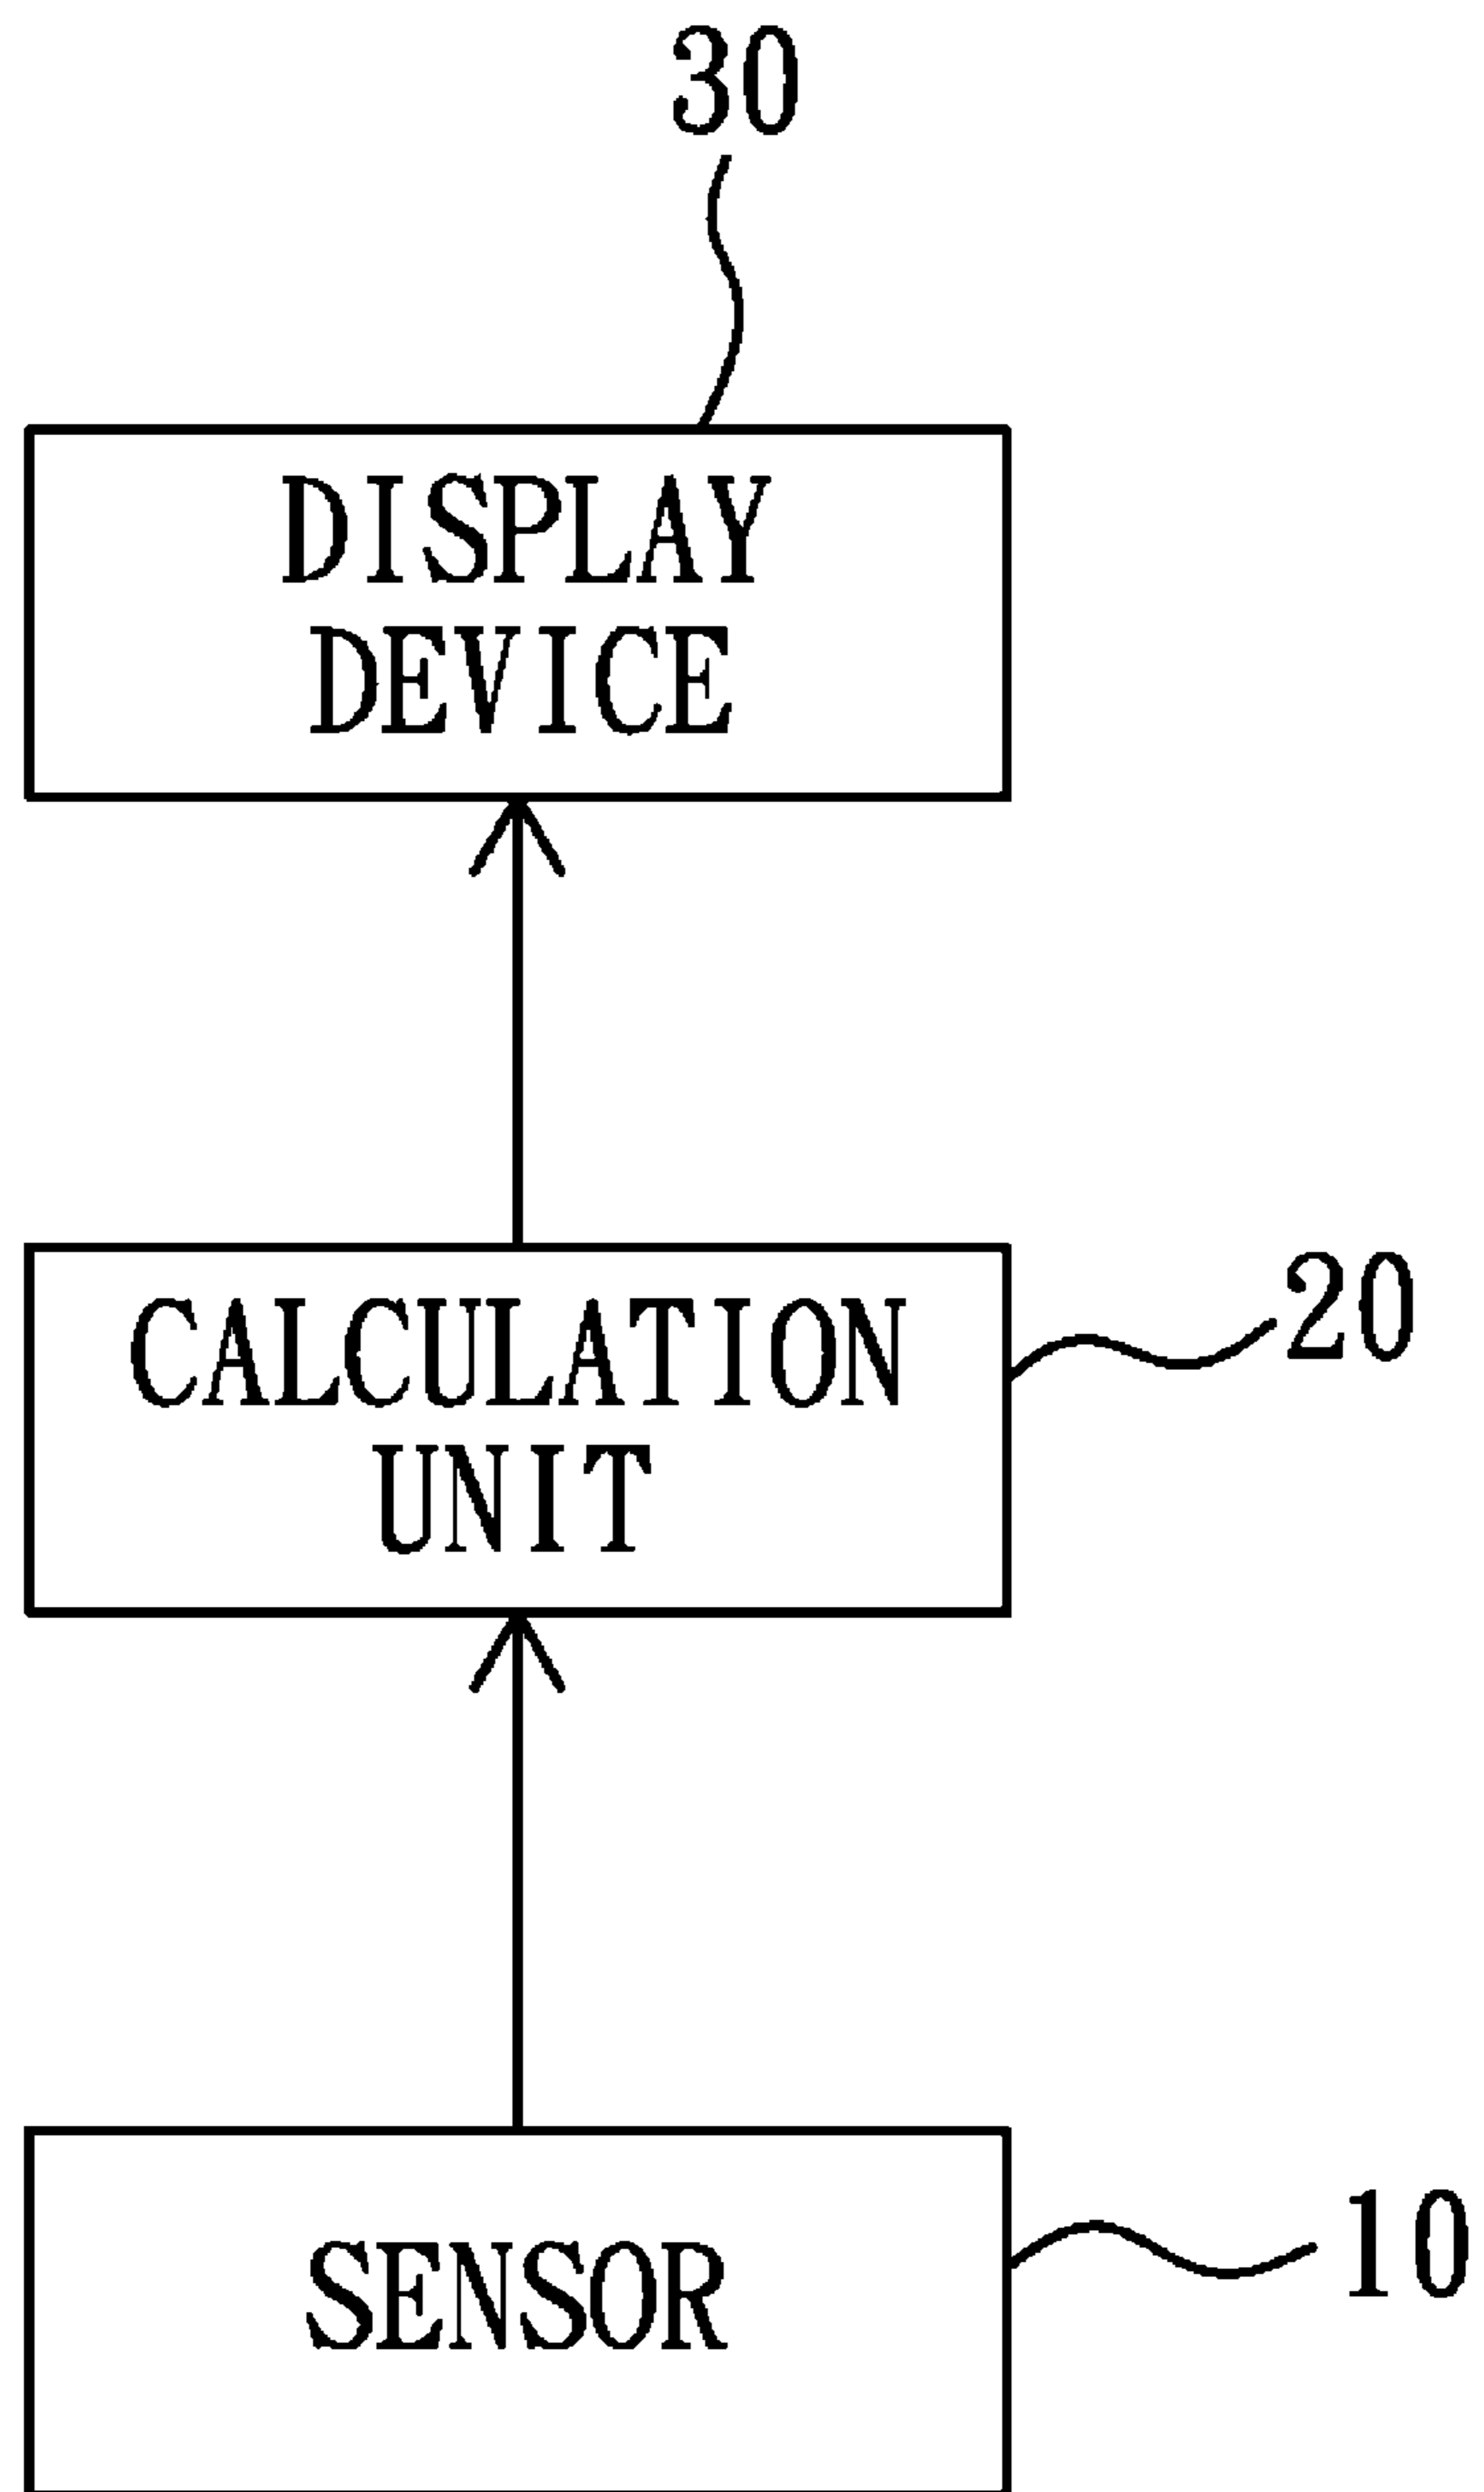 30
DISPLAY
DEVICE
CALCULATION
UNIT
20
SENSOR
10